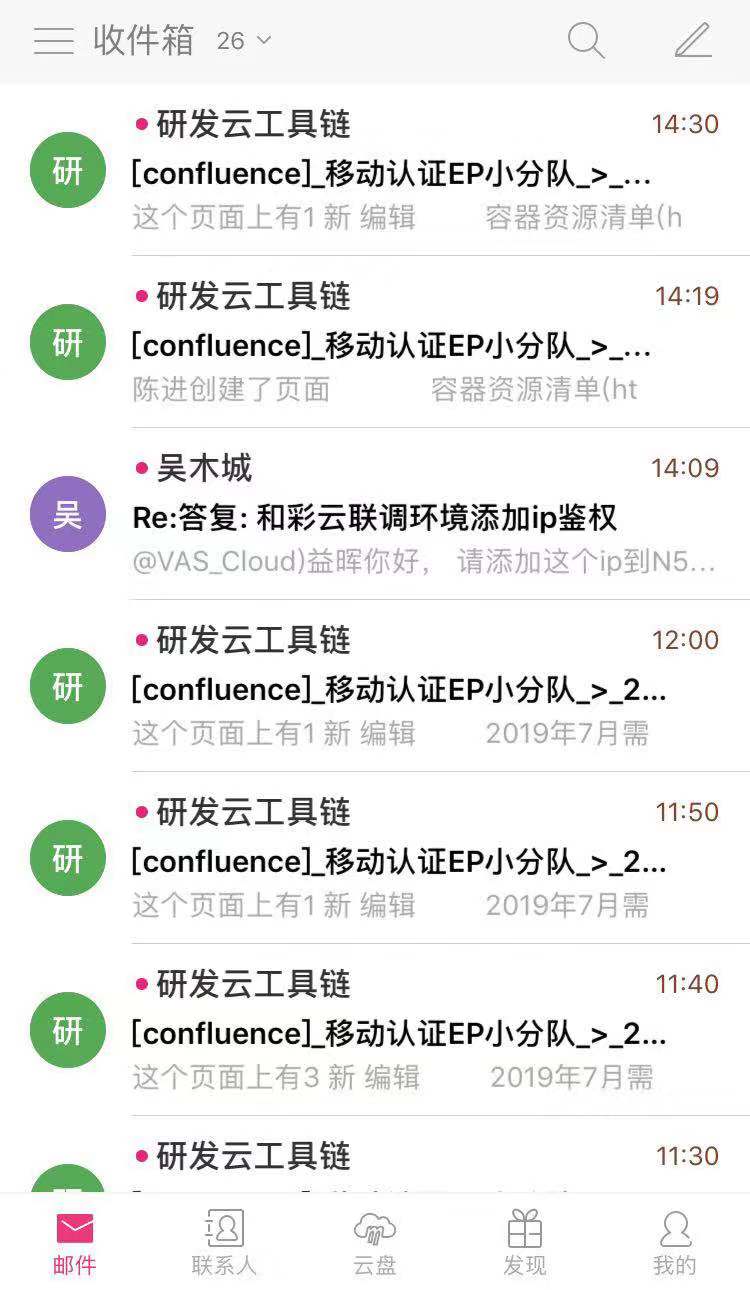 收件箱 26
研发云工具链 14:30
研
[confluence]_移动认证EP小分队_>_...
这个页面上有1 新 编辑 容器资源清单(h
研发云工具链 14:19
研
[confluence]_移动认证EP小分队_>_...
陈进创建了页面 容器资源清单(ht
吴木城 14:09
吴
Re:答复: 和彩云联调环境添加ip鉴权
@VAS_Cloud)益晖你好， 请添加这个ip到N5...
研发云工具链 12:00
研
[confluence]_移动认证EP小分队_>_2...
这个页面上有1 新 编辑 2019年7月需
研发云工具链 11:50
研
[confluence]_移动认证EP小分队_>_2...
这个页面上有1 新 编辑 2019年7月需
研发云工具链 11:40
研
[confluence]_移动认证EP小分队_>_2...
这个页面上有3 新 编辑 2019年7月需
研发云工具链 11:30
邮件 联系人 云盘 发现 我的